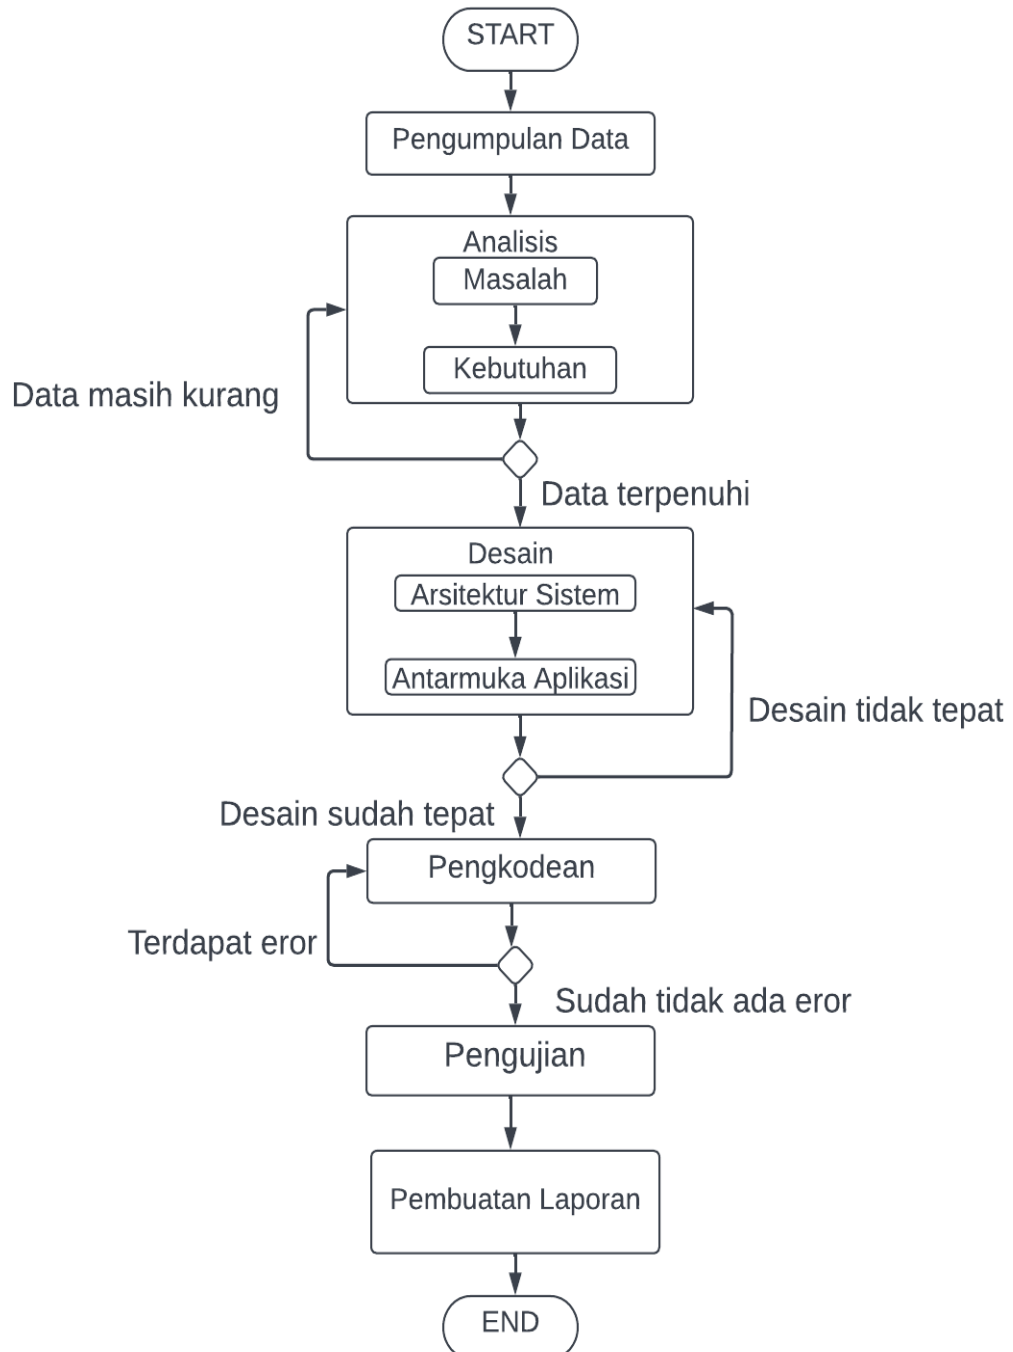 START
Pengumpulan Data
Analisis
Masalah
Kebutuhan
Data masih kurang
Data terpenuhi
Desain
Arsitektur Sistem
Antarmuka Aplikasi
Desain tidak tepat
Desain sudah tepat
Pengkodean
Terdapat eror
Sudah tidak ada eror
Pengujian
Pembuatan Laporan
END